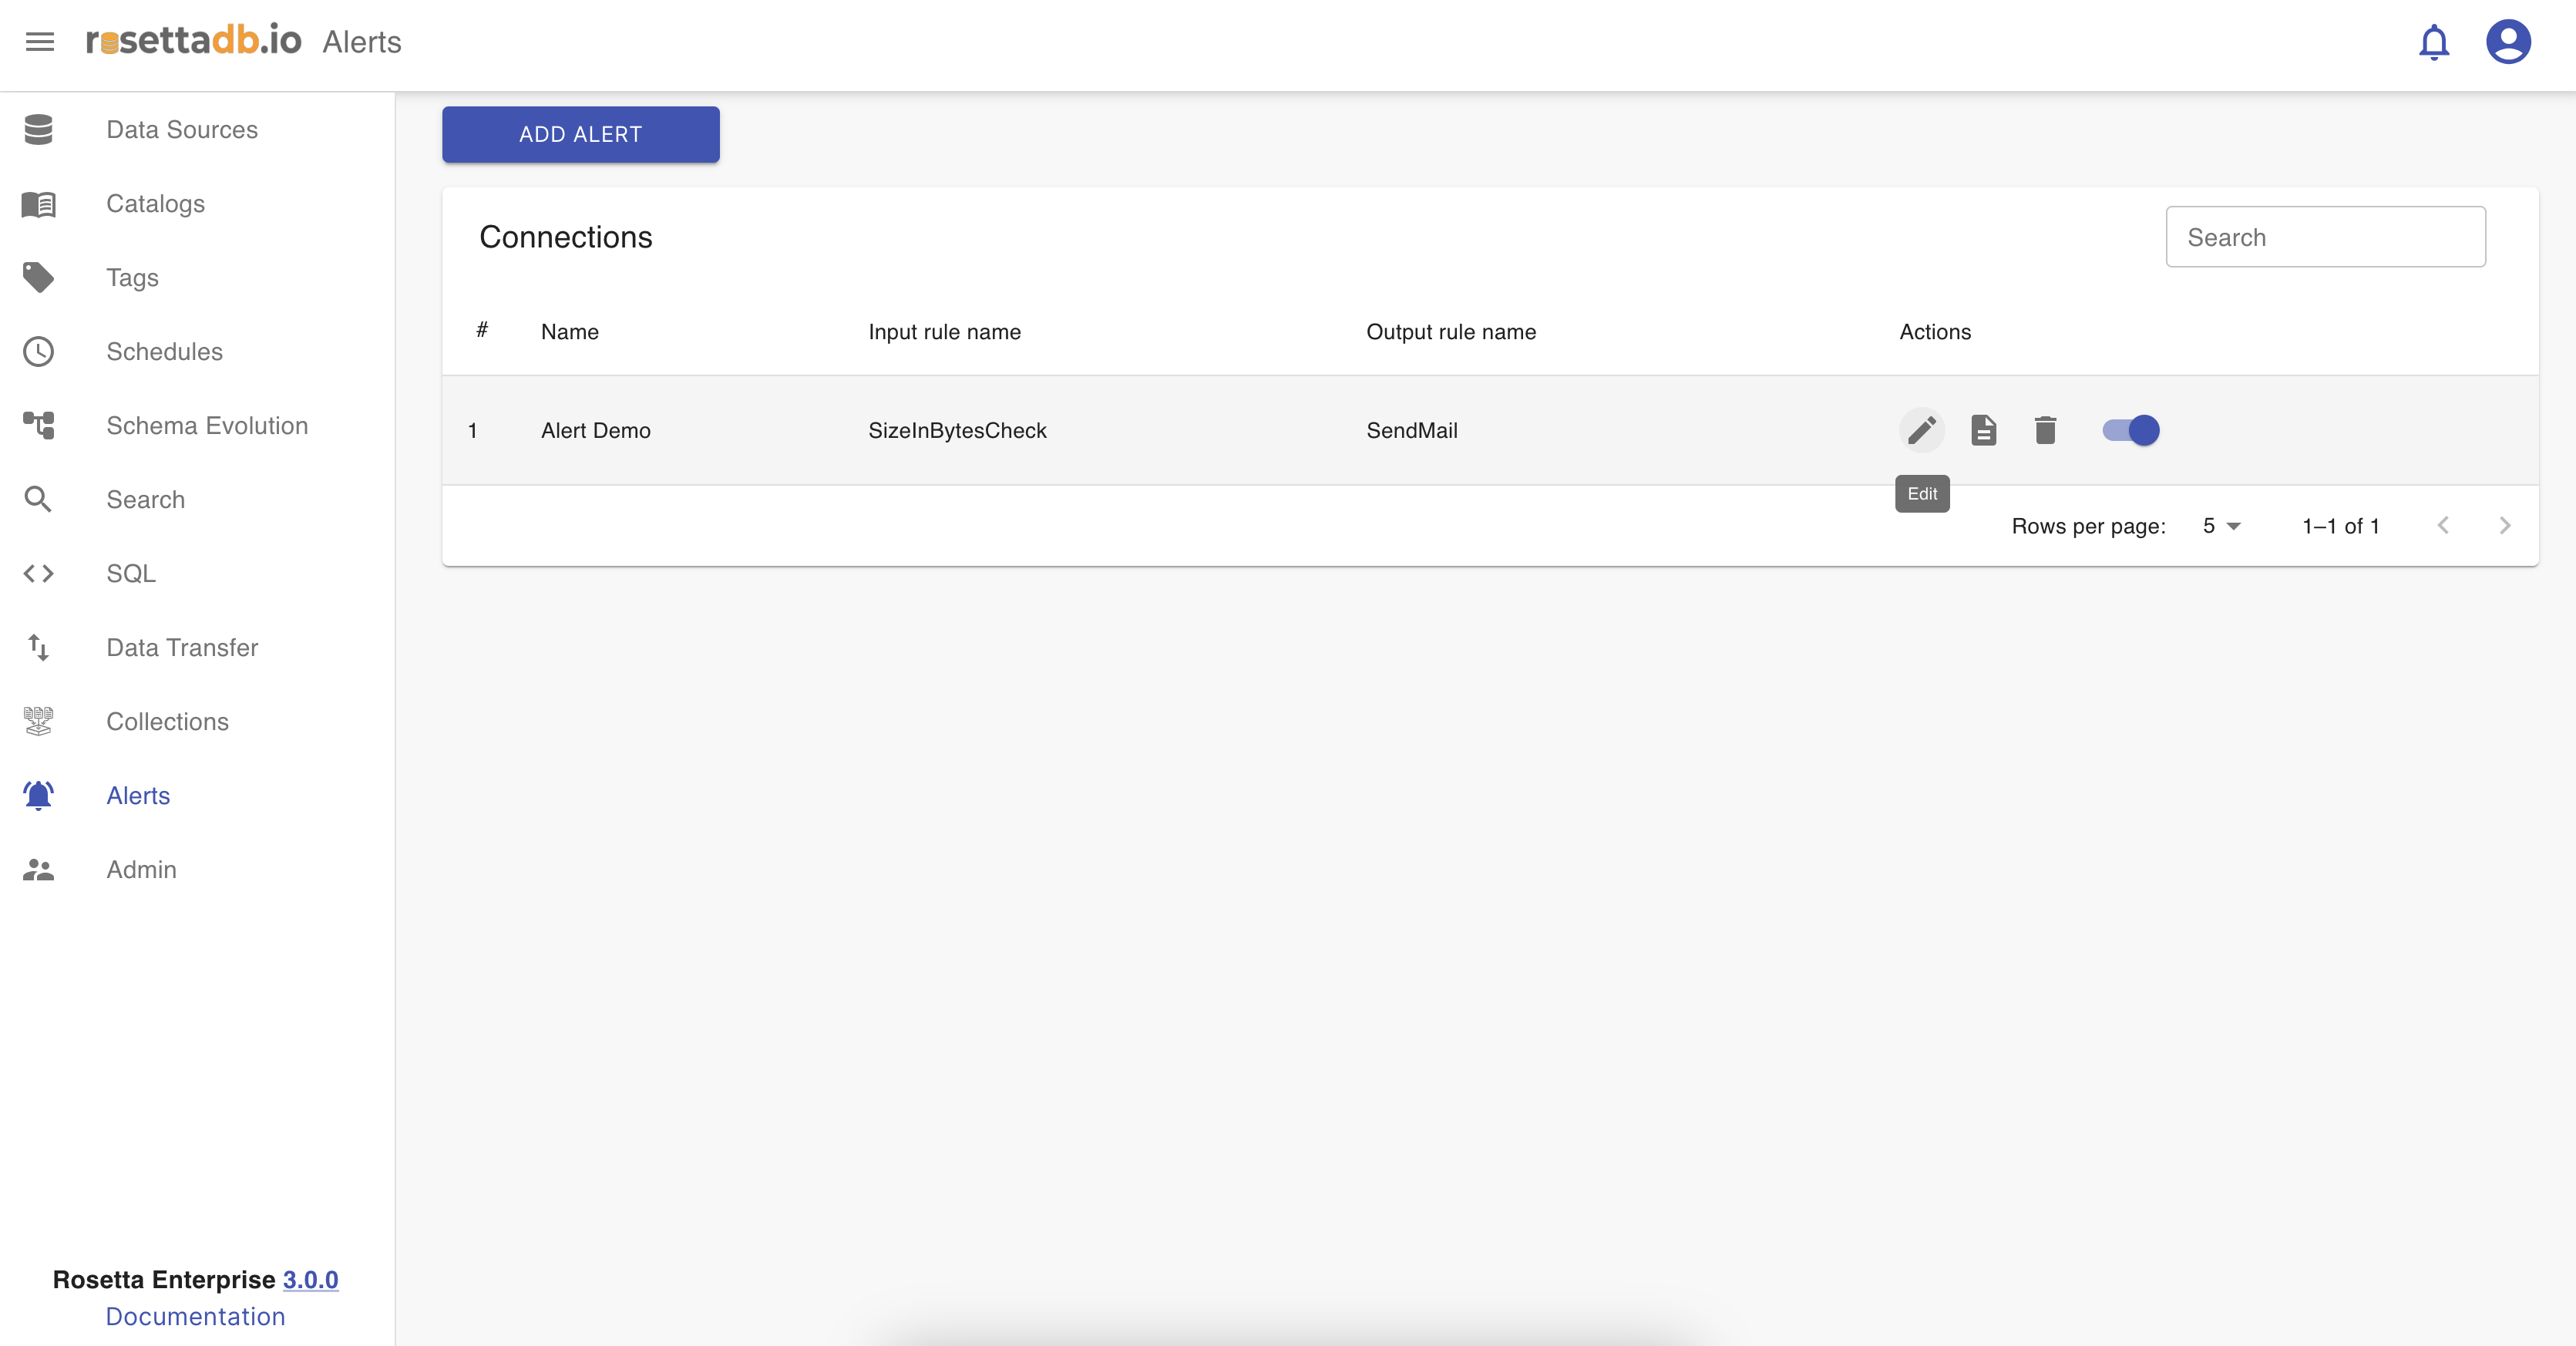 rosettadb.io Alerts
Data Sources
Catalogs
Tags
Schedules
Schema Evolution
Search
SQL
Data Transfer
Collections
Alerts
Admin
Rosetta Enterprise 3.0.0
Documentation
ADD ALERT
Connections
Search
# Name Input rule name Output rule name Actions
1 Alert Demo SizeInBytesCheck SendMail
Edit
Rows per page: 5 1–1 of 1